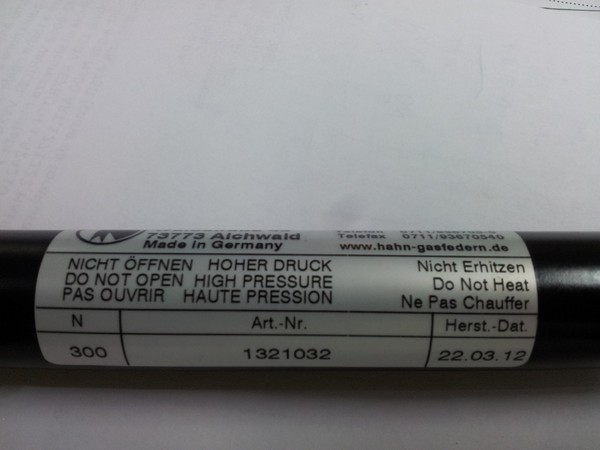 73773 Aichwald
Telefax 0711/93670540
Made in Germany
www.hahn-gasfedern.de
NICHT ÖFFNEN HOHER DRUCK
DO NOT OPEN HIGH PRESSURE
PAS OUVRIR HAUTE PRESSION
Nicht Erhitzen
Do Not Heat
Ne Pas Chauffer
N Art.-Nr. Herst.-Dat.
300 1321032 22.03.12